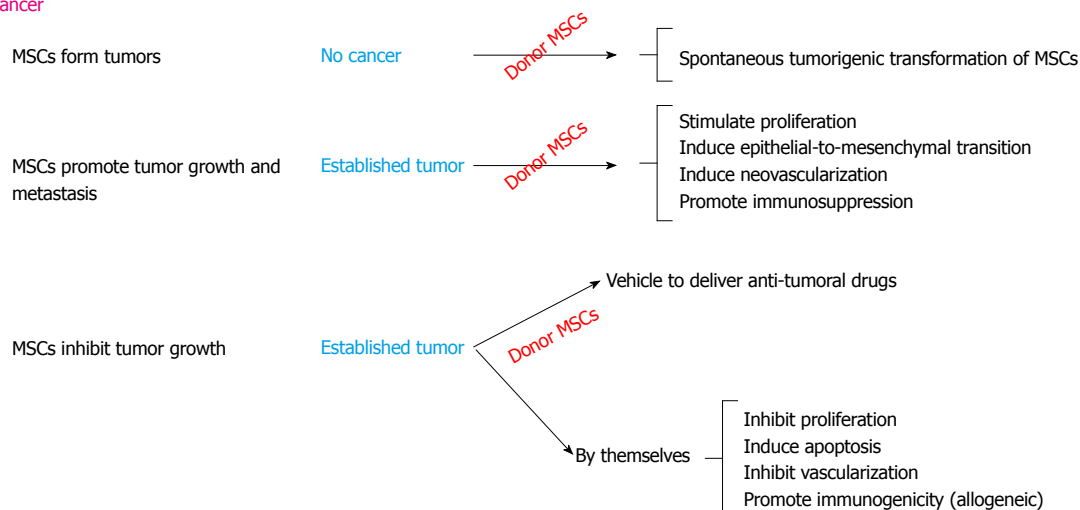 MSCs form tumors
No cancer
Donor MSCs
Spontaneous tumorigenic transformation of MSCs
MSCs promote tumor growth and
metastasis
Established tumor
Donor MSCs
Stimulate proliferation
Induce epithelial-to-mesenchymal transition
Induce neovascularization
Promote immunosuppression
MSCs inhibit tumor growth
Established tumor
Donor MSCs
Vehicle to deliver anti-tumoral drugs
By themselves
Inhibit proliferation
Induce apoptosis
Inhibit vascularization
Promote immunogenicity (allogeneic)